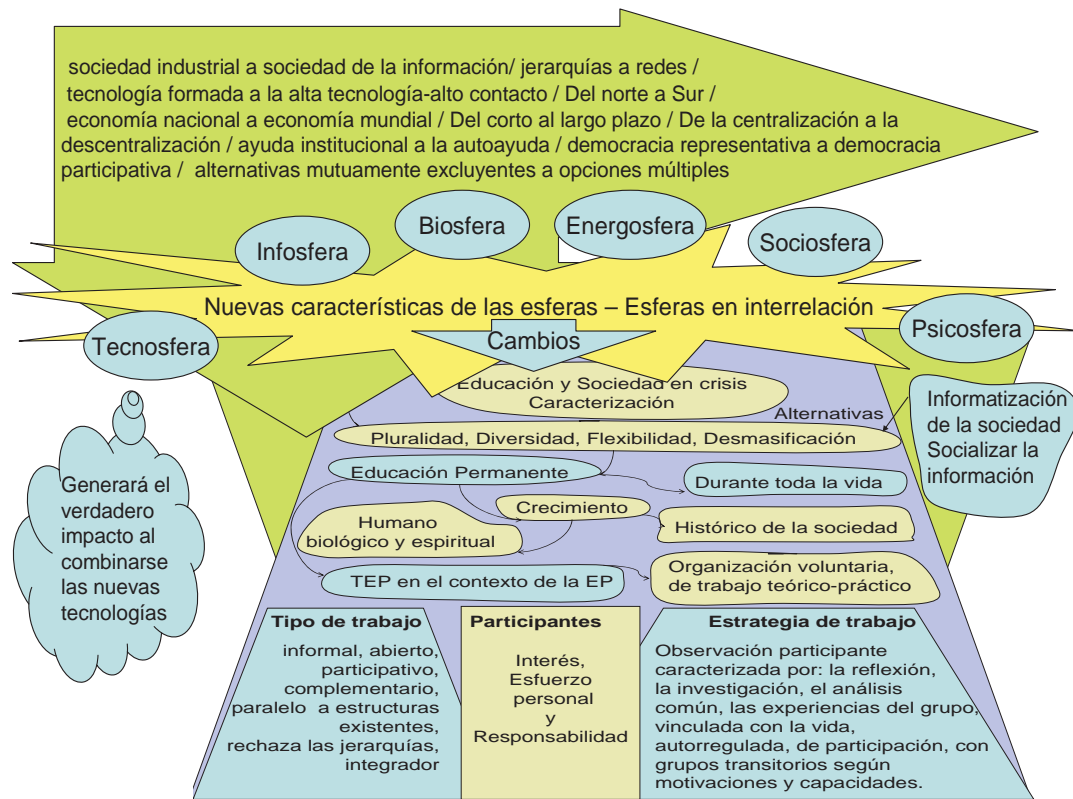 sociedad industrial a sociedad de la información/ jerarquías a redes /
tecnología formada a la alta tecnología-alto contacto / Del norte a Sur /
economía nacional a economía mundial / Del corto al largo plazo / De la centralización a la
descentralización / ayuda institucional a la autoayuda / democracia representativa a democracia
participativa /  alternativas mutuamente excluyentes a opciones múltiples
Infosfera
Biosfera
Energosfera
Sociosfera
Nuevas características de las esferas – Esferas en interrelación
Tecnosfera
Cambios
Psicosfera
Educación y Sociedad en crisis
Caracterización
Alternativas
Informatización
de la sociedad
Socializar la
información
Pluralidad, Diversidad, Flexibilidad, Desmasificación
Educación Permanente
Durante toda la vida
Generará el
verdadero
impacto al
combinarse
las nuevas
tecnologías
Crecimiento
Humano
biológico y espiritual
Histórico de la sociedad
TEP en el contexto de la EP
Organización voluntaria,
de trabajo teórico-práctico
Tipo de trabajo
informal, abierto,
participativo,
complementario,
paralelo  a estructuras
existentes,
rechaza las jerarquías,
integrador
Participantes
Interés,
Esfuerzo
personal
y
Responsabilidad
Estrategia de trabajo
Observación participante
caracterizada por: la reflexión,
la investigación, el análisis
común, las experiencias del grupo,
vinculada con la vida,
autorregulada, de participación, con
grupos transitorios según
motivaciones y capacidades.